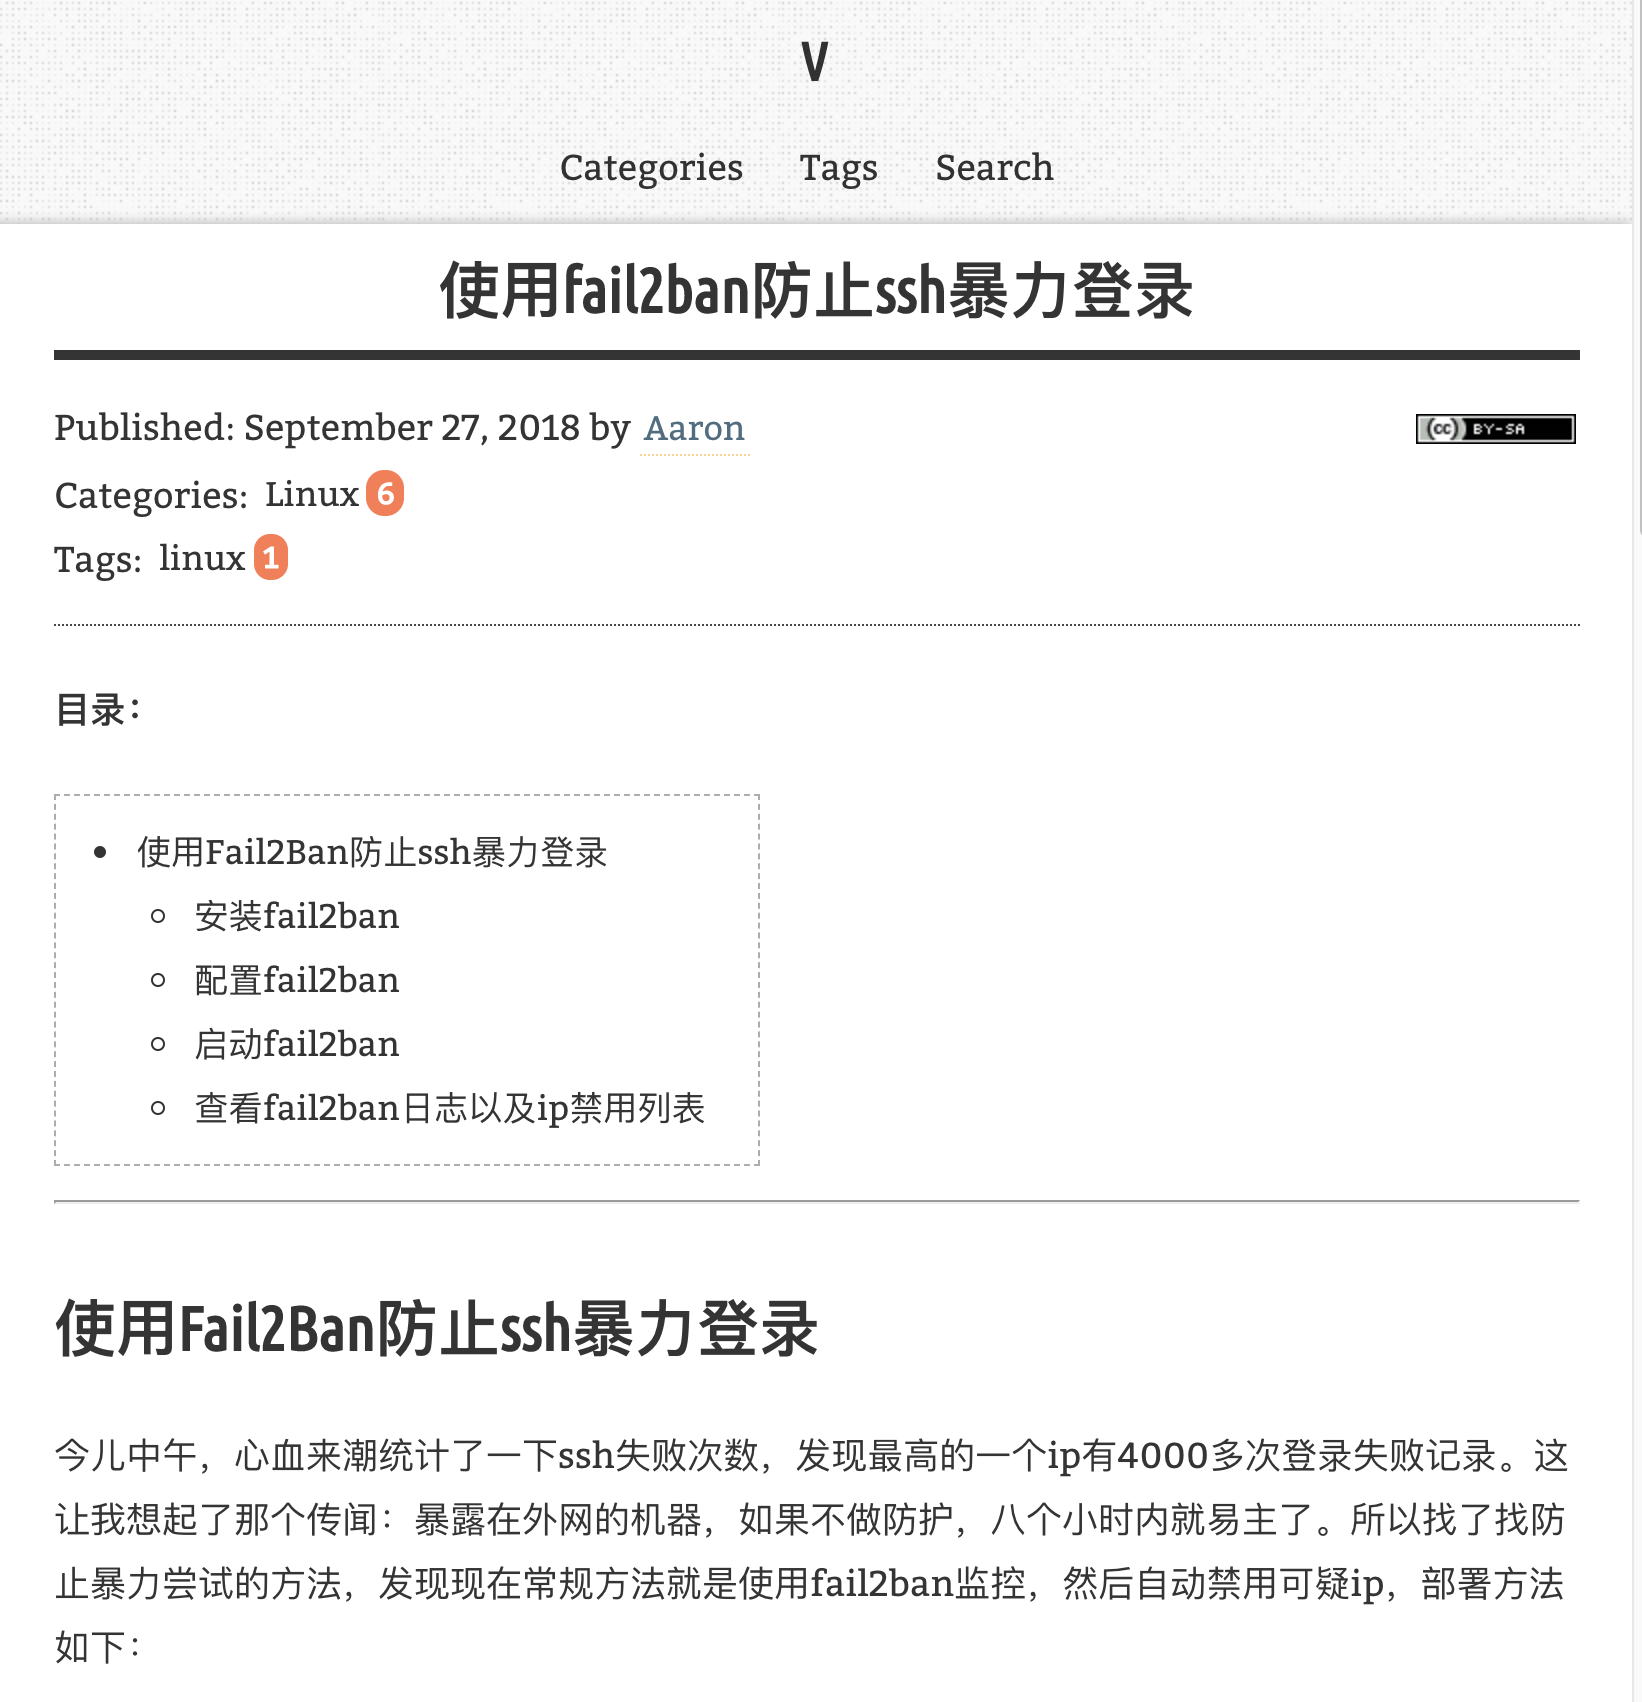 V
Categories Tags Search
使用fail2ban防止ssh暴力登录
Published: September 27, 2018 by Aaron
(cc) BY-SA
Categories: Linux 6
Tags: linux 1
目录：
使用Fail2Ban防止ssh暴力登录
安装fail2ban
配置fail2ban
启动fail2ban
查看fail2ban日志以及ip禁用列表
使用Fail2Ban防止ssh暴力登录
今儿中午，心血来潮统计了一下ssh失败次数，发现最高的一个ip有4000多次登录失败记录。这
让我想起了那个传闻：暴露在外网的机器，如果不做防护，八个小时内就易主了。所以找了找防
止暴力尝试的方法，发现现在常规方法就是使用fail2ban监控，然后自动禁用可疑ip，部署方法
如下：